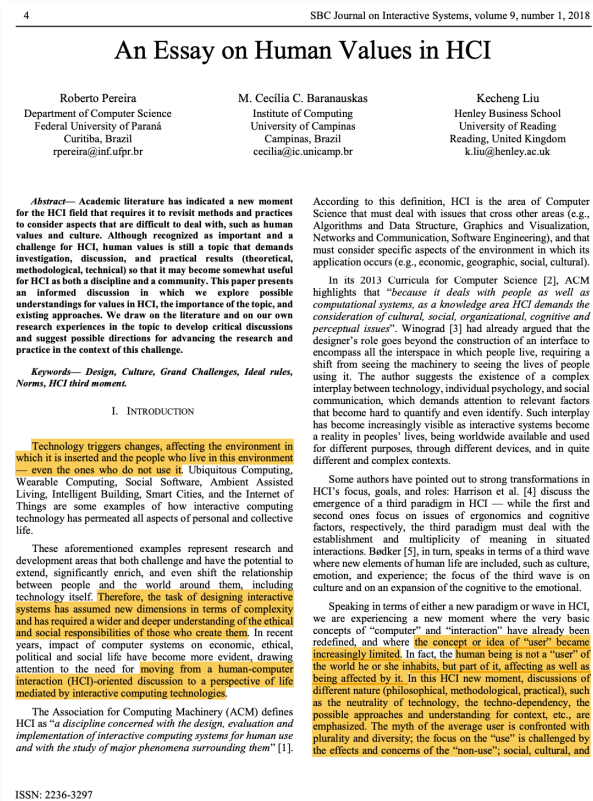 4
SBC Journal on Interactive Systems, volume 9, number 1, 2018
An Essay on Human Values in HCI
Roberto Pereira
Department of Computer Science
Federal University of Paraná
Curitiba, Brazil
rpereira@inf.ufpr.br
M. Cecília C. Baranauskas
Institute of Computing
University of Campinas
Campinas, Brazil
cecilia@ic.unicamp.br
Kecheng Liu
Henley Business School
University of Reading
Reading, United Kingdom
k.liu@henley.ac.uk
Abstract— Academic literature has indicated a new moment
for the HCI field that requires it to revisit methods and practices
to consider aspects that are difficult to deal with, such as human
values and culture. Although recognized as important and a
challenge for HCI, human values is still a topic that demands
investigation, discussion, and practical results (theoretical,
methodological, technical) so that it may become somewhat useful
for HCI as both a discipline and a community. This paper presents
an informed discussion in which we explore possible
understandings for values in HCI, the importance of the topic, and
existing approaches. We draw on the literature and on our own
research experiences in the topic to develop critical discussions
and suggest possible directions for advancing the research and
practice in the context of this challenge.
Keywords— Design, Culture, Grand Challenges, Ideal rules,
Norms, HCI third moment.
I. INTRODUCTION
Technology triggers changes, affecting the environment in
which it is inserted and the people who live in this environment
— even the ones who do not use it. Ubiquitous Computing,
Wearable Computing, Social Software, Ambient Assisted
Living, Intelligent Building, Smart Cities, and the Internet of
Things are some examples of how interactive computing
technology has permeated all aspects of personal and collective
life.
These aforementioned examples represent research and
development areas that both challenge and have the potential to
extend, significantly enrich, and even shift the relationship
between people and the world around them, including
technology itself. Therefore, the task of designing interactive
systems has assumed new dimensions in terms of complexity
and has required a wider and deeper understanding of the ethical
and social responsibilities of those who create them. In recent
years, impact of computer systems on economic, ethical,
political and social life have become more evident, drawing
attention to the need for moving from a human-computer
interaction (HCI)-oriented discussion to a perspective of life
mediated by interactive computing technologies.
The Association for Computing Machinery (ACM) defines
HCI as “a discipline concerned with the design, evaluation and
implementation of interactive computing systems for human use
and with the study of major phenomena surrounding them” [1].
According to this definition, HCI is the area of Computer
Science that must deal with issues that cross other areas (e.g.,
Algorithms and Data Structure, Graphics and Visualization,
Networks and Communication, Software Engineering), and that
must consider specific aspects of the environment in which its
application occurs (e.g., economic, geographic, social, cultural).
In its 2013 Curricula for Computer Science [2], ACM
highlights that “because it deals with people as well as
computational systems, as a knowledge area HCI demands the
consideration of cultural, social, organizational, cognitive and
perceptual issues”. Winograd [3] had already argued that the
designer’s role goes beyond the construction of an interface to
encompass all the interspace in which people live, requiring a
shift from seeing the machinery to seeing the lives of people
using it. The author suggests the existence of a complex
interplay between technology, individual psychology, and social
communication, which demands attention to relevant factors
that become hard to quantify and even identify. Such interplay
has become increasingly visible as interactive systems become
a reality in peoples’ lives, being worldwide available and used
for different purposes, through different devices, and in quite
different and complex contexts.
Some authors have pointed out to strong transformations in
HCI’s focus, goals, and roles: Harrison et al. [4] discuss the
emergence of a third paradigm in HCI — while the first and
second ones focus on issues of ergonomics and cognitive
factors, respectively, the third paradigm must deal with the
establishment and multiplicity of meaning in situated
interactions. Bødker [5], in turn, speaks in terms of a third wave
where new elements of human life are included, such as culture,
emotion, and experience; the focus of the third wave is on
culture and on an expansion of the cognitive to the emotional.
Speaking in terms of either a new paradigm or wave in HCI,
we are experiencing a new moment where the very basic
concepts of “computer” and “interaction” have already been
redefined, and where the concept or idea of “user” became
increasingly limited. In fact, the human being is not a “user” of
the world he or she inhabits, but part of it, affecting as well as
being affected by it. In this HCI new moment, discussions of
different nature (philosophical, methodological, practical), such
as the neutrality of technology, the techno-dependency, the
possible approaches and understanding for context, etc., are
emphasized. The myth of the average user is confronted with
plurality and diversity; the focus on the “use” is challenged by
the effects and concerns of the “non-use”; social, cultural, and
ISSN: 2236-3297